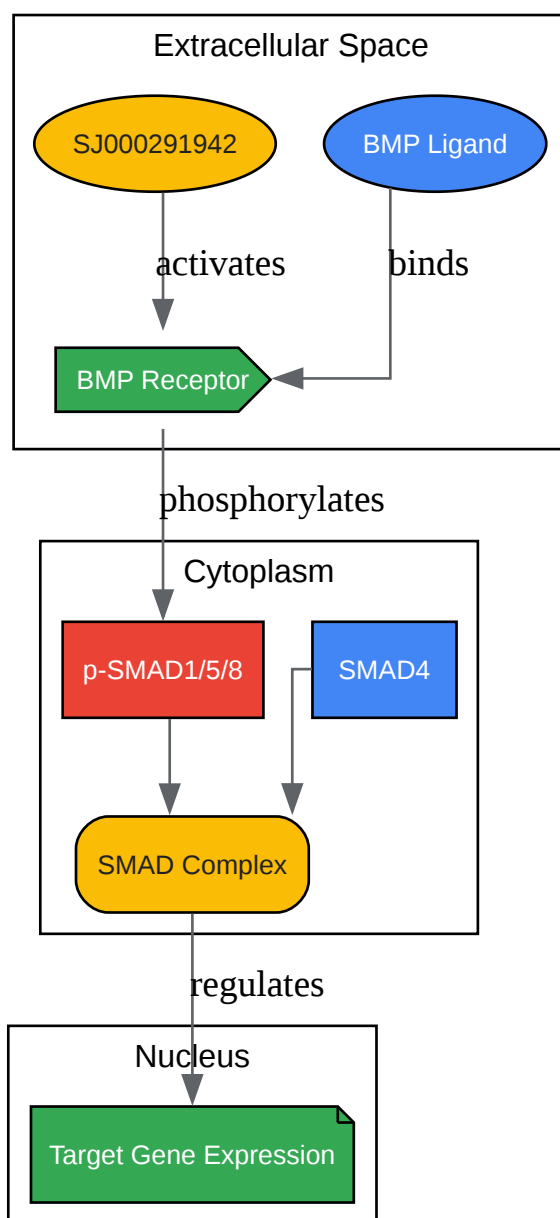 Extracellular Space
SJ000291942
BMP Ligand
activates
binds
BMP Receptor
phosphorylates
Cytoplasm
p-SMAD1/5/8
SMAD4
SMAD Complex
regulates
Nucleus
Target Gene Expression